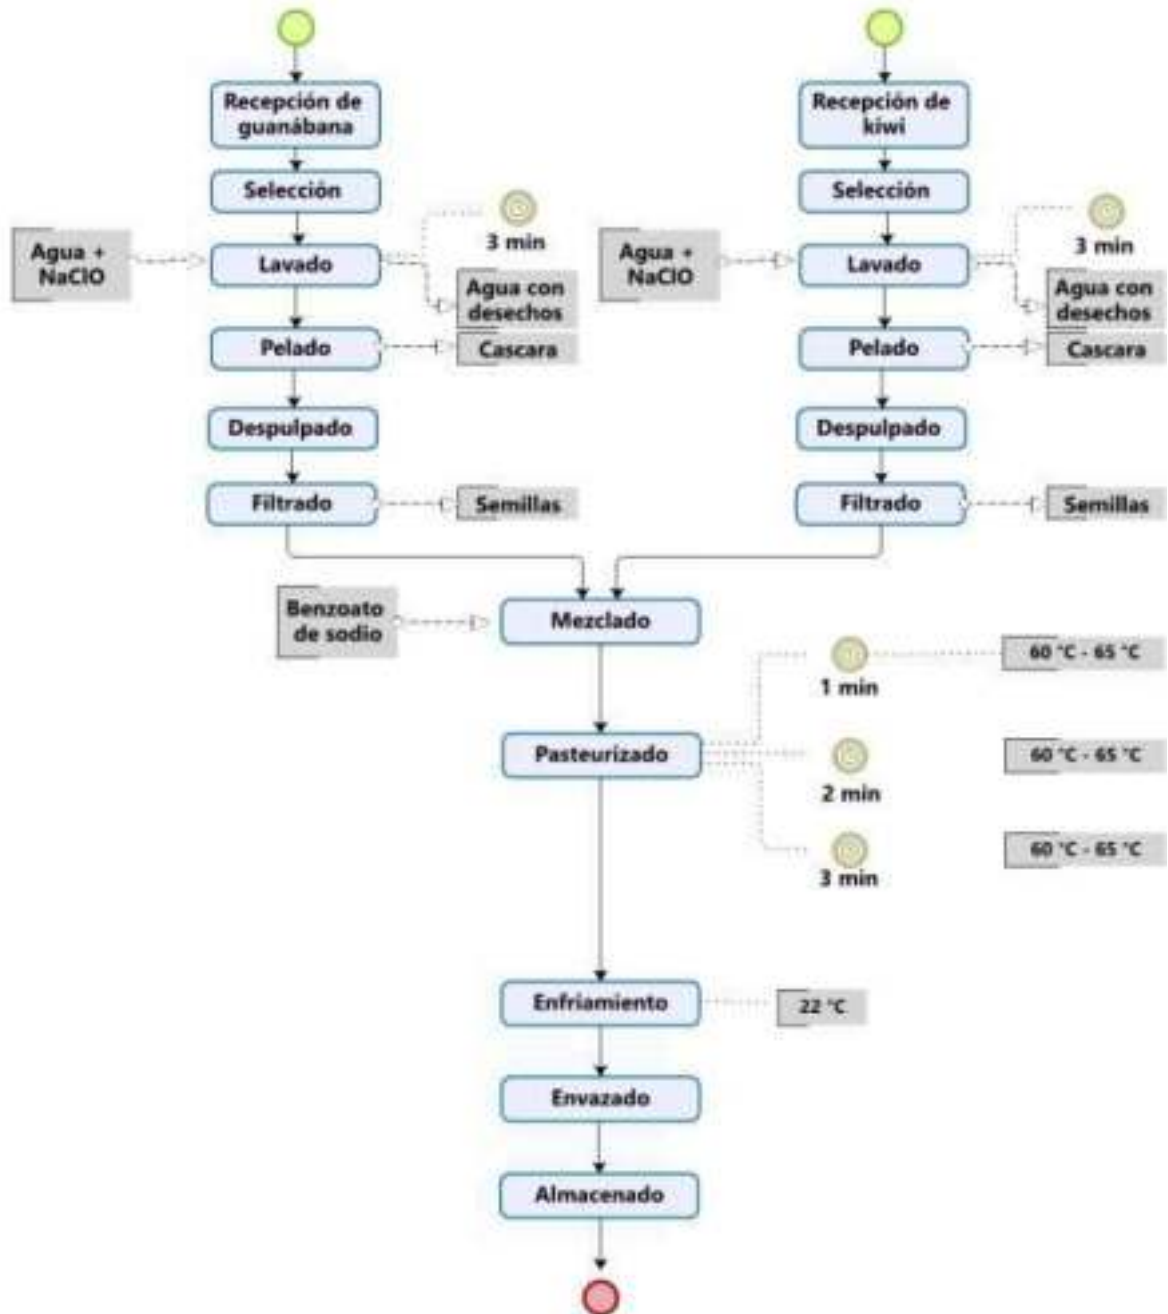 Recepción de
guanábana
Recepción de
kiwi
Selección
Selección
3 min
3 min
Agua +
NaClO
Lavado
Agua +
NaClO
Lavado
Agua con
desechos
Agua con
desechos
Pelado
Cascara
Pelado
Cascara
Despulpado
Despulpado
Filtrado
Semillas
Filtrado
Semillas
Benzoato
de sodio
Mezclado
60 °C - 65 °C
1 min
Pasteurizado
60 °C - 65 °C
2 min
60 °C - 65 °C
3 min
Enfriamiento
22 °C
Envazado
Almacenado